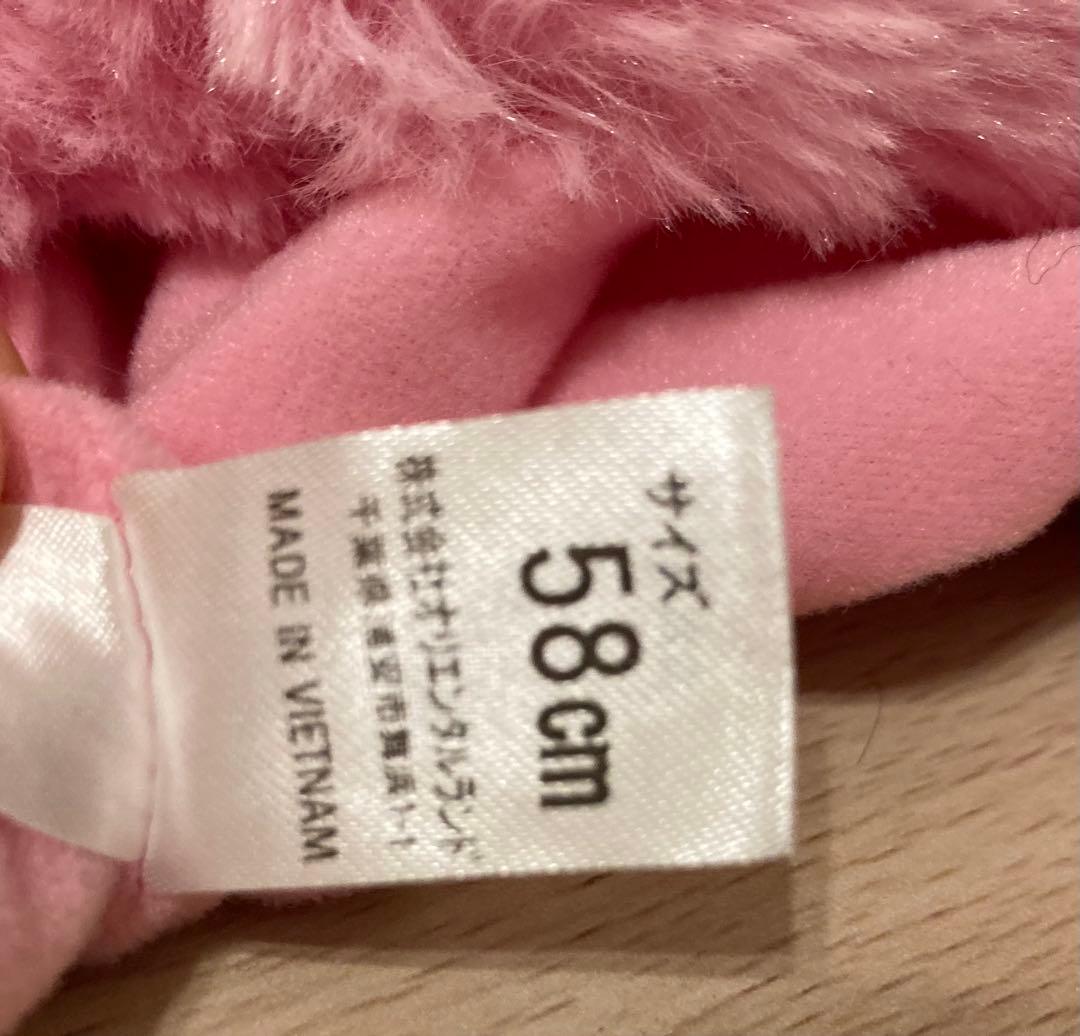 サイズ
58cm
株式会社オリエンタルランド
千葉県浦安市舞浜1-1
MADE IN VIETNAM